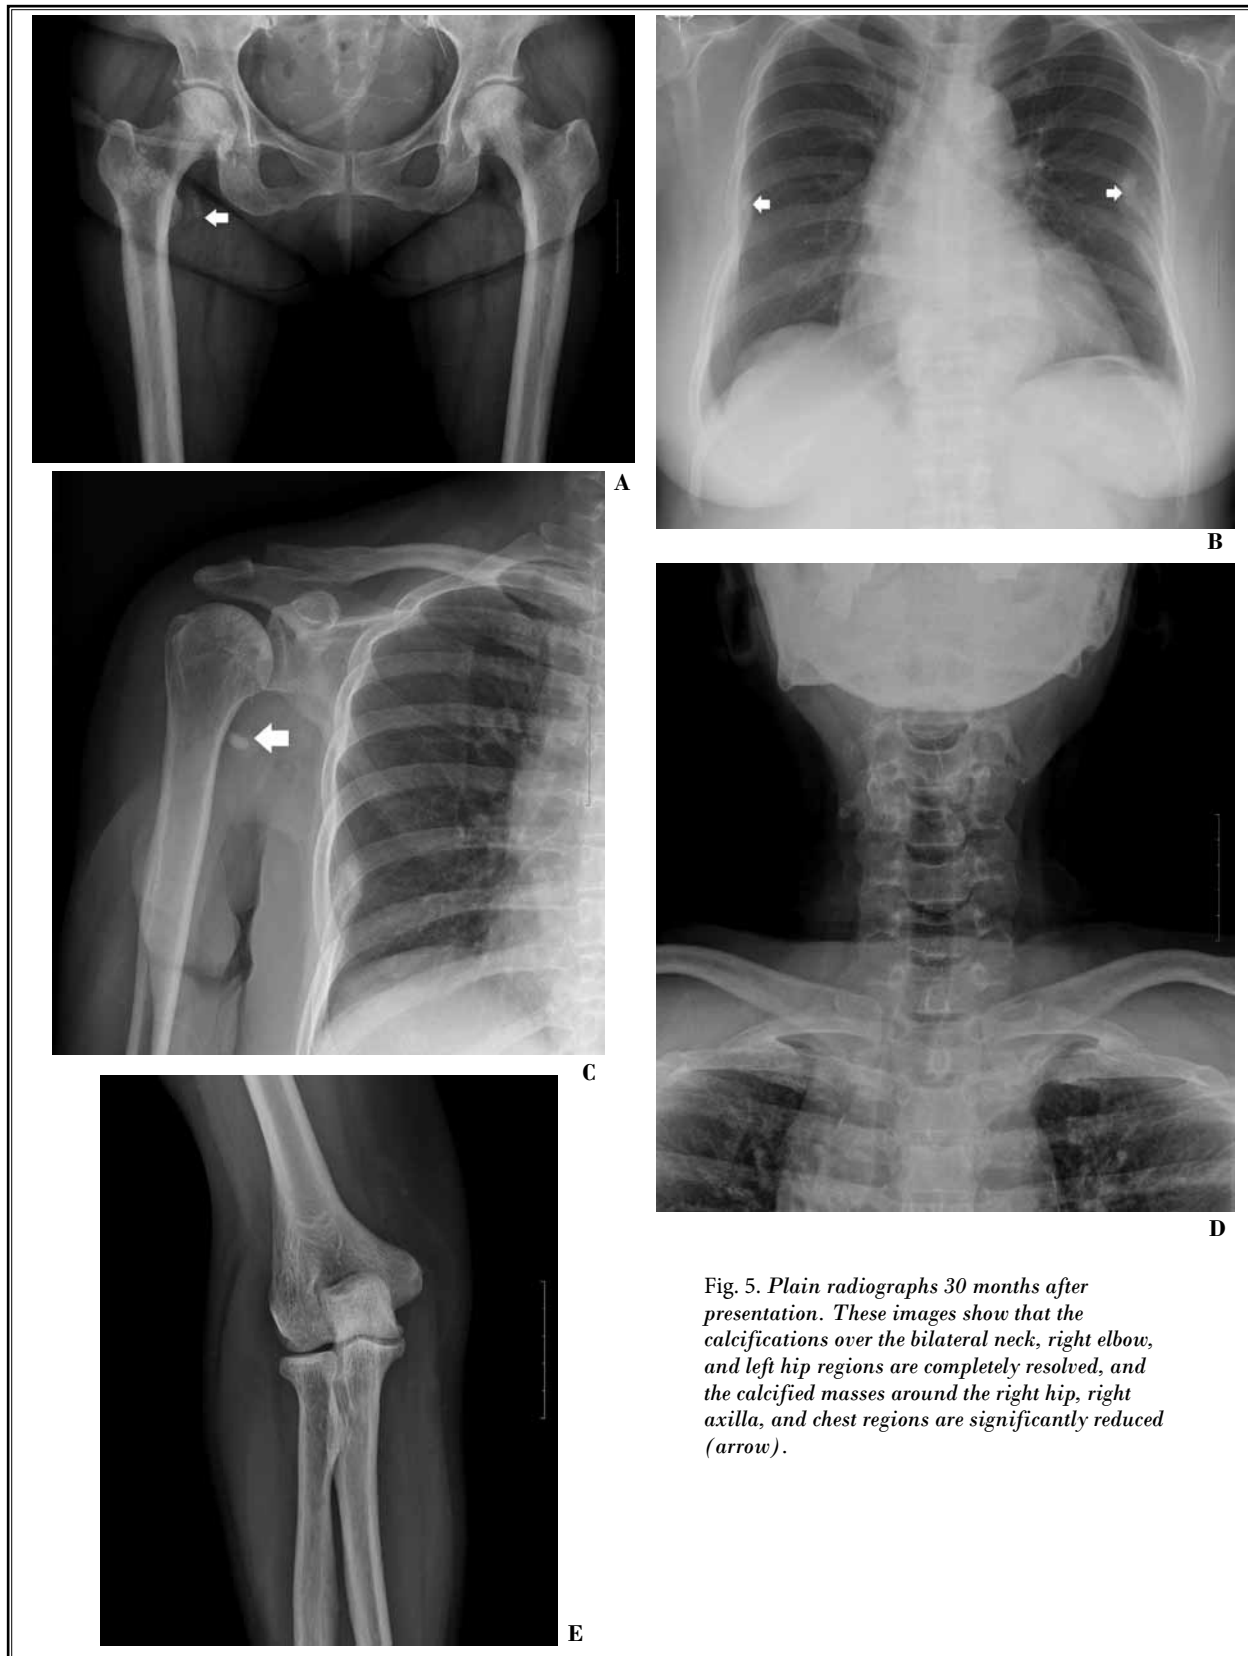 A
B
C
D
E
Fig. 5. Plain radiographs 30 months after
presentation. These images show that the
calcifications over the bilateral neck, right elbow,
and left hip regions are completely resolved, and
the calcified masses around the right hip, right
axilla, and chest regions are significantly reduced
(arrow).